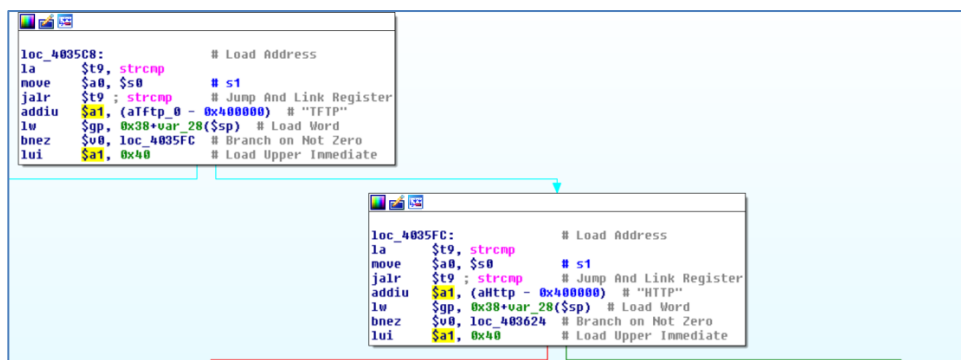 loc_4035C8: # Load Address
la $t9, strcmp
move $a0, $s0 # s1
jalr $t9 ; strcmp # Jump And Link Register
addiu $a1, (aTftp_0 - 0x400000) # "TFTP"
lw $gp, 0x38+var_28($sp) # Load Word
bnez $v0, loc_4035FC # Branch on Not Zero
lui $a1, 0x40 # Load Upper Immediate
loc_4035FC: # Load Address
la $t9, strcmp
move $a0, $s0 # s1
jalr $t9 ; strcmp # Jump And Link Register
addiu $a1, (aHttp - 0x400000) # "HTTP"
lw $gp, 0x38+var_28($sp) # Load Word
bnez $v0, loc_403624 # Branch on Not Zero
lui $a1, 0x40 # Load Upper Immediate